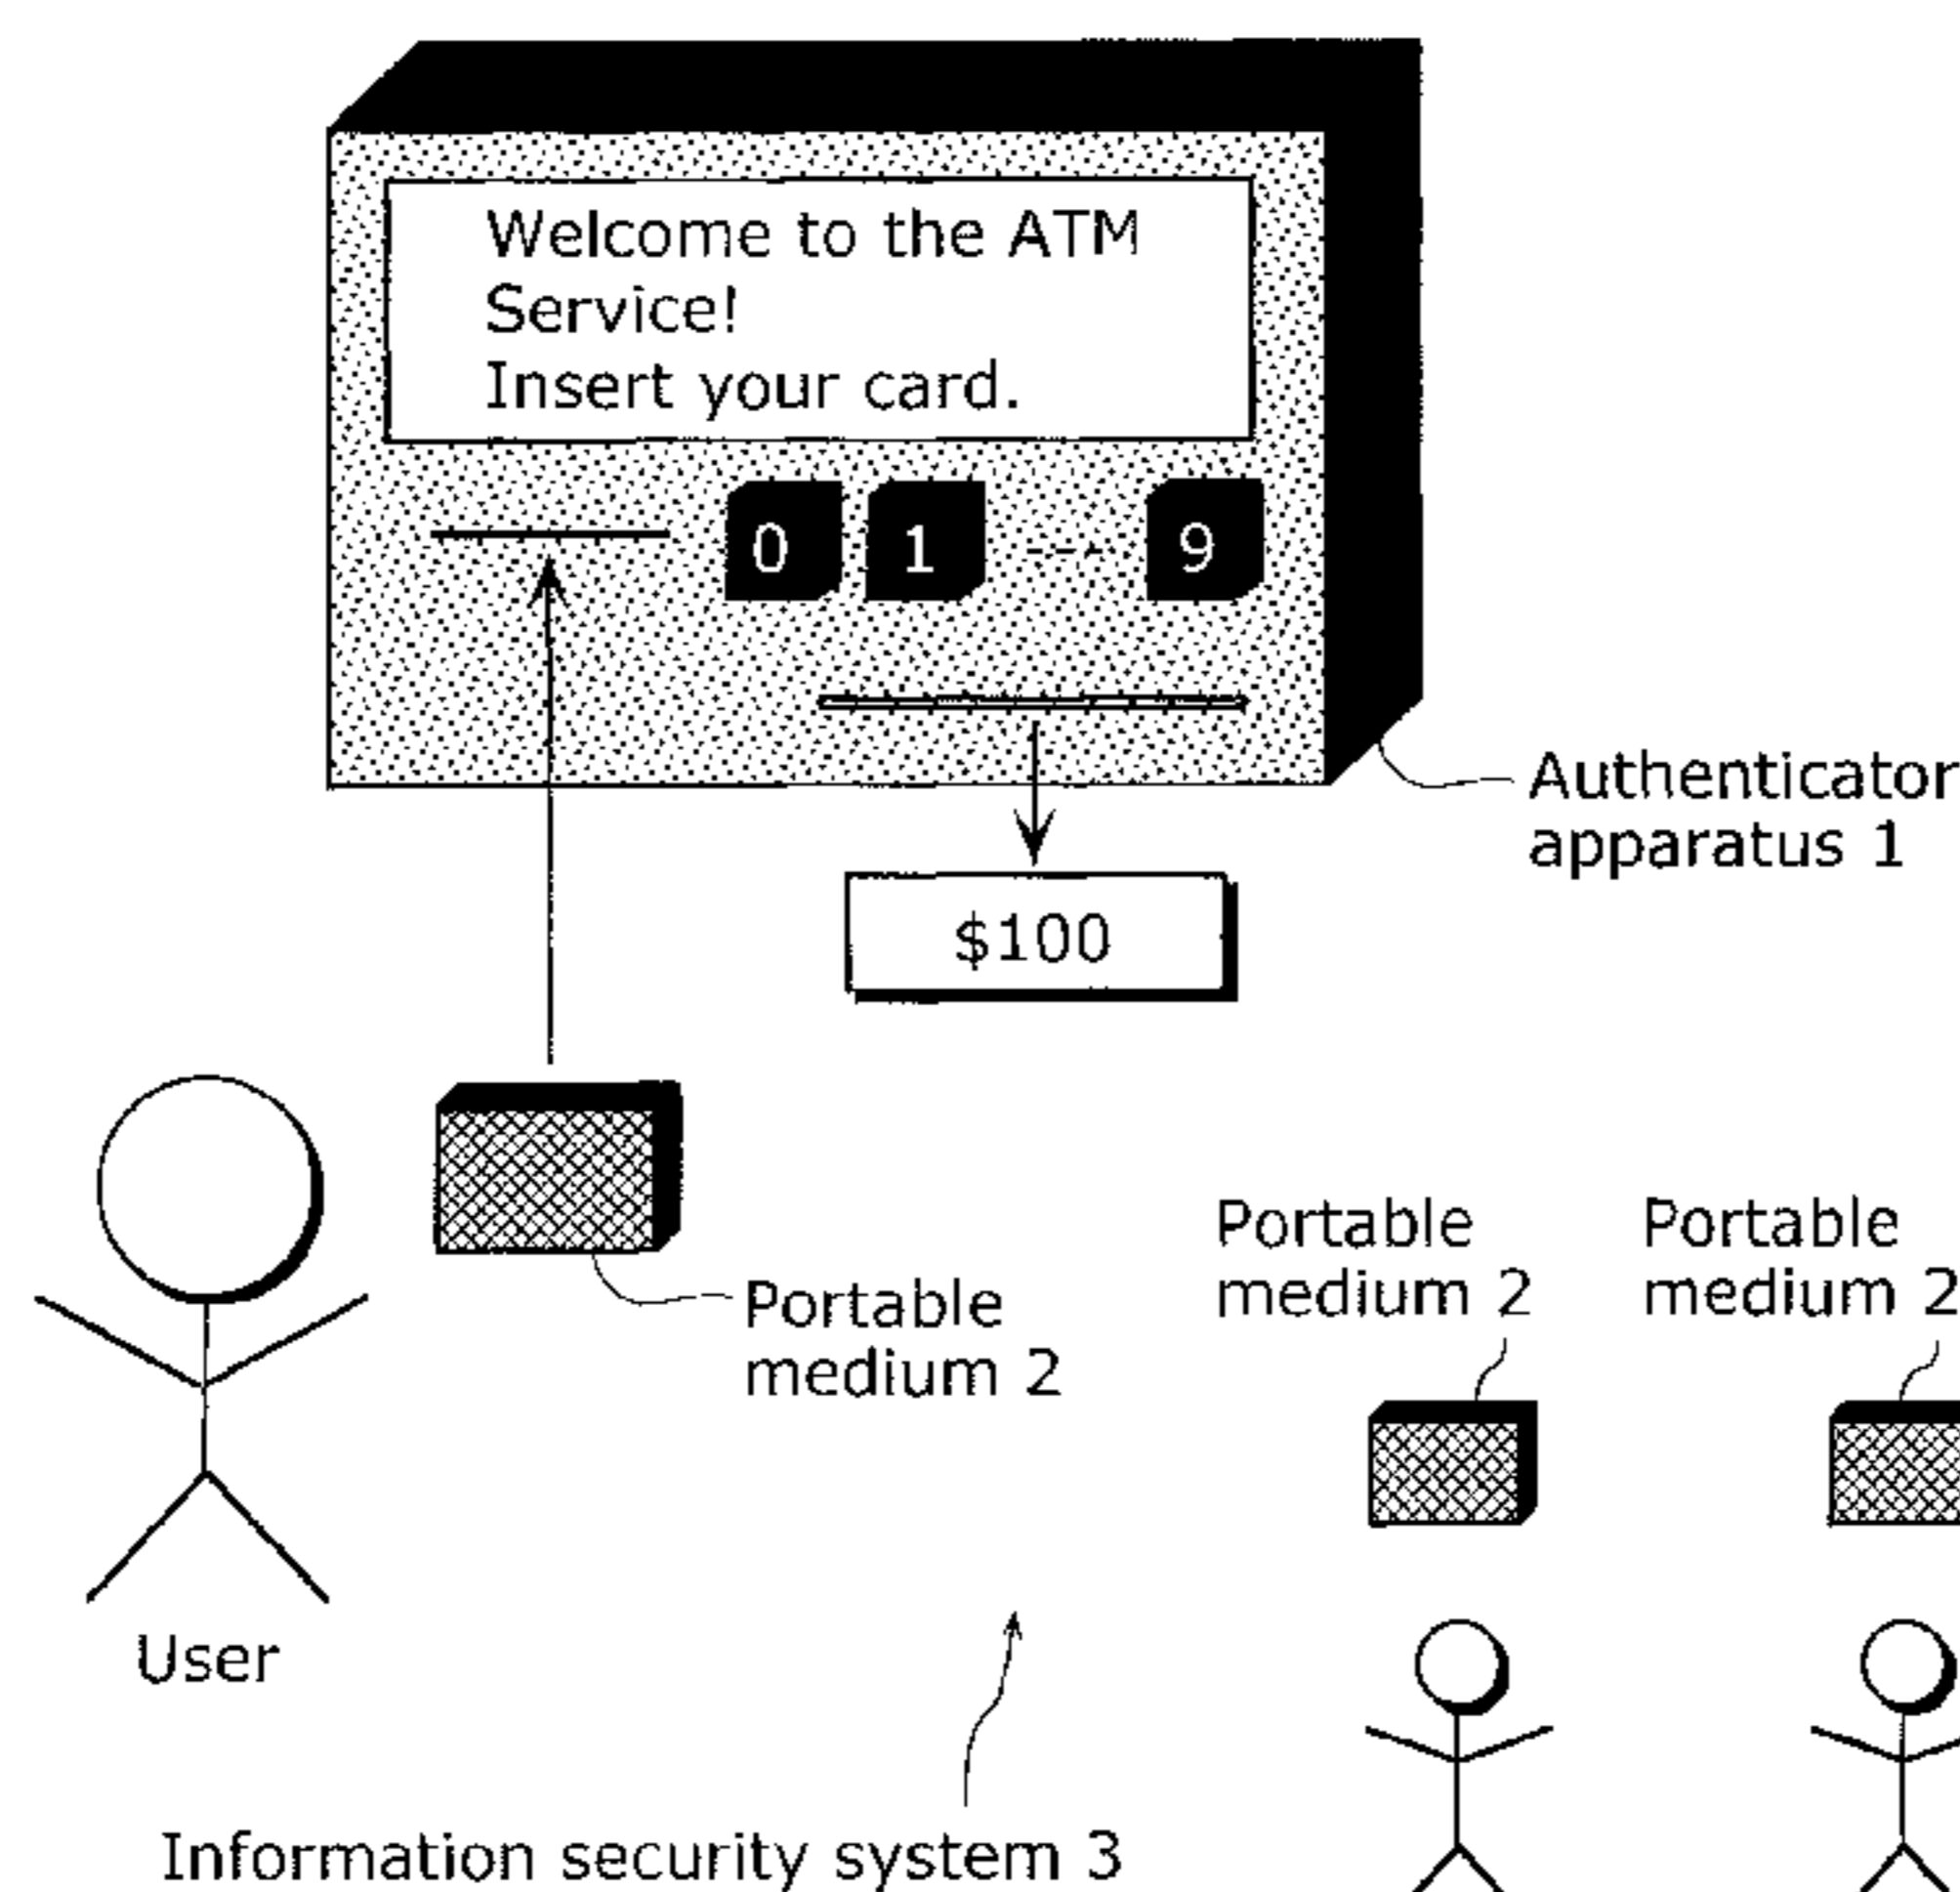 Welcome to the ATM
Service!
Insert your card.
0 1 9
Authenticator
apparatus 1
$100
Portable
medium 2
Portable
medium 2
Portable
medium 2
User
Information security system 3